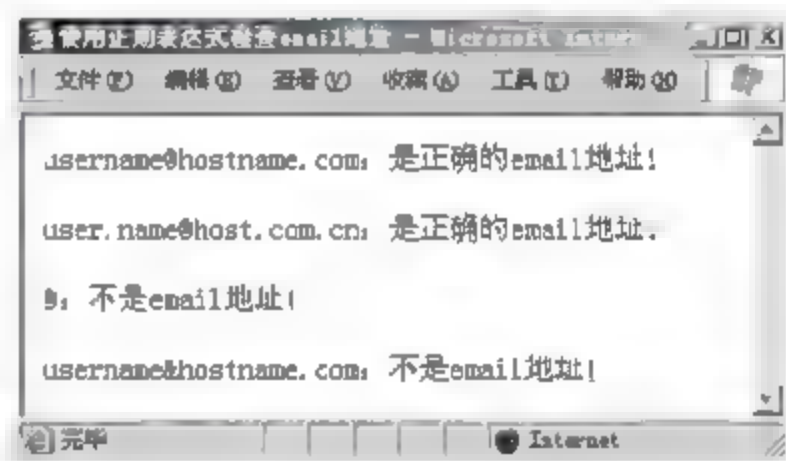 使用正则表达式检查email地址 - Microsoft
文件(F) 编辑(E) 查看(V) 收藏(A) 工具(T) 帮助(H)
username@hostname.com: 是正确的email地址!
user.name@host.com.cn: 是正确的email地址!
@: 不是email地址!
username&hostname.com: 不是email地址!
完毕
Internet